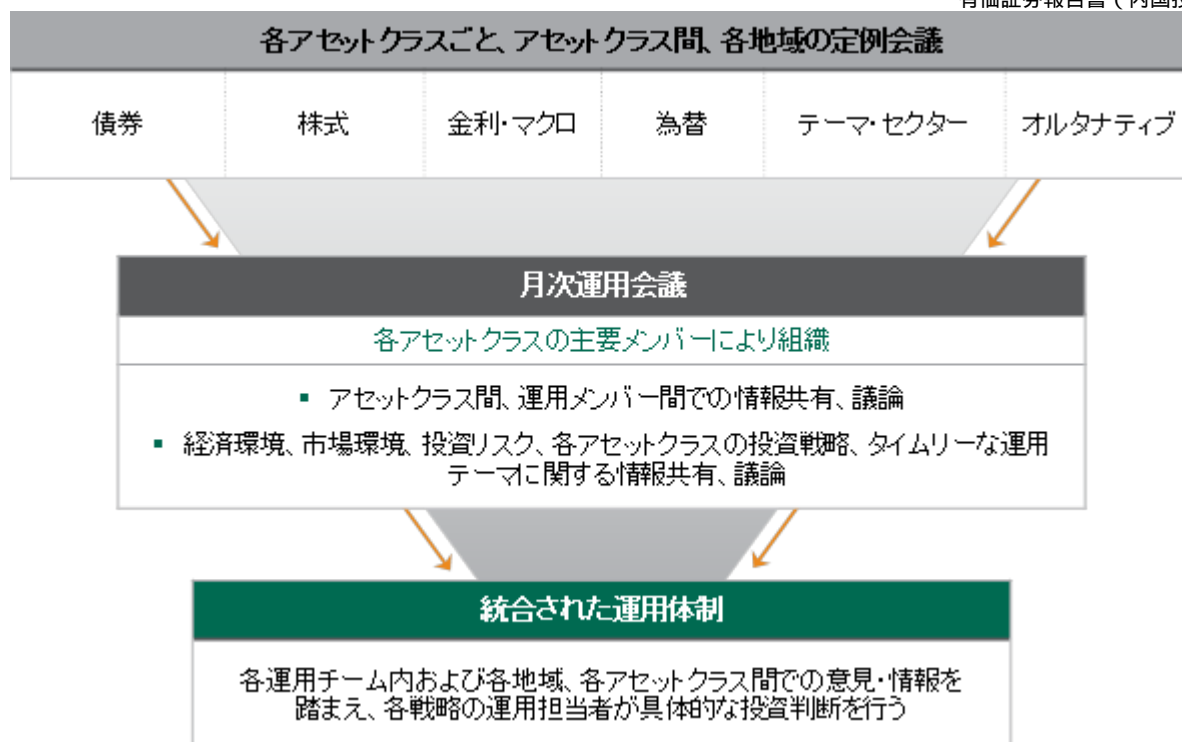 各アセットクラスごと、アセットクラス間、各地域の定例会議
債券 株式 金利・マクロ 為替 テーマ・セクター オルタナティブ
月次運用会議
各アセットクラスの主要メンバーにより組織
▪ アセットクラス間、運用メンバー間での情報共有、議論
▪ 経済環境、市場環境、投資リスク、各アセットクラスの投資戦略、タイムリーな運用
テーマに関する情報共有、議論
統合された運用体制
各運用チーム内および各地域、各アセットクラス間での意見・情報を
踏まえ、各戦略の運用担当者が具体的な投資判断を行う